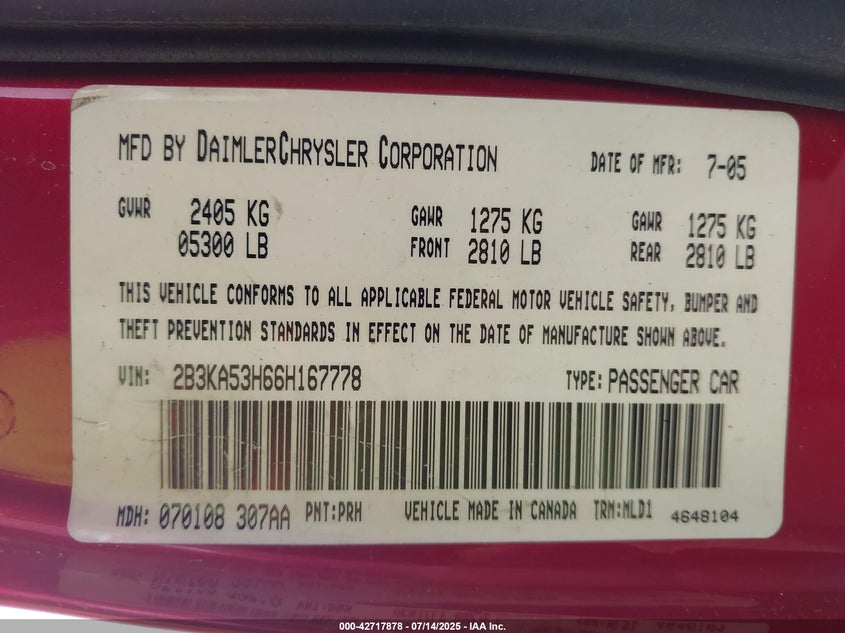 MFD BY DAIMLERCHRYSLER CORPORATION DATE OF MFR: 7-05
GVWR 2405 KG GAWR 1275 KG GAWR 1275 KG
05300 LB FRONT 2810 LB REAR 2810 LB
THIS VEHICLE CONFORMS TO ALL APPLICABLE FEDERAL MOTOR VEHICLE SAFETY, BUMPER AND
THEFT PREVENTION STANDARDS IN EFFECT ON THE DATE OF MANUFACTURE SHOWN ABOVE.
VIN: 2B3KA53H66H167778 TYPE: PASSENGER CAR
MDH: 070108 307AA PNT:PRH VEHICLE MADE IN CANADA TRM:MLD1 4648104
000-42717878 - 07/14/2025 - IAA Inc.